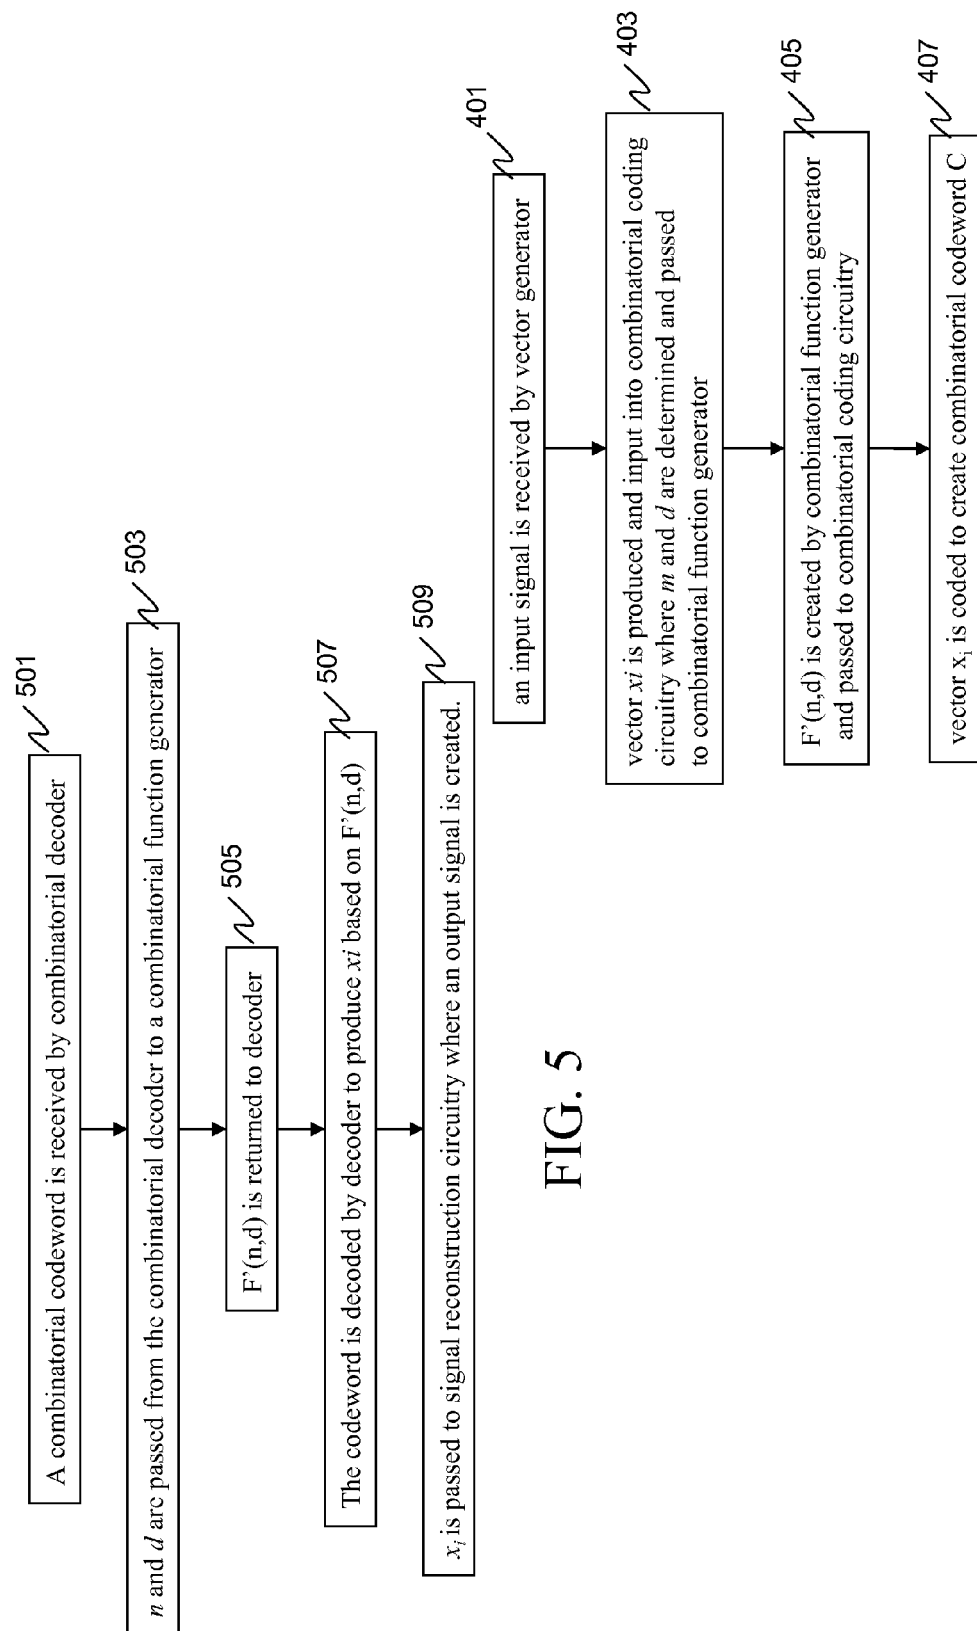 501
A combinatorial codeword is received by combinatorial decoder
503
n and d are passed from the combinatorial decoder to a combinatorial function generator
505
F’(n,d) is returned to decoder
507
The codeword is decoded by decoder to produce xi based on F’(n,d)
509
xi is passed to signal reconstruction circuitry where an output signal is created.
FIG. 5
401
an input signal is received by vector generator
403
vector xi is produced and input into combinatorial coding
circuitry where m and d are determined and passed
to combinatorial function generator
405
F’(n,d) is created by combinatorial function generator
and passed to combinatorial coding circuitry
407
vector xi is coded to create combinatorial codeword C